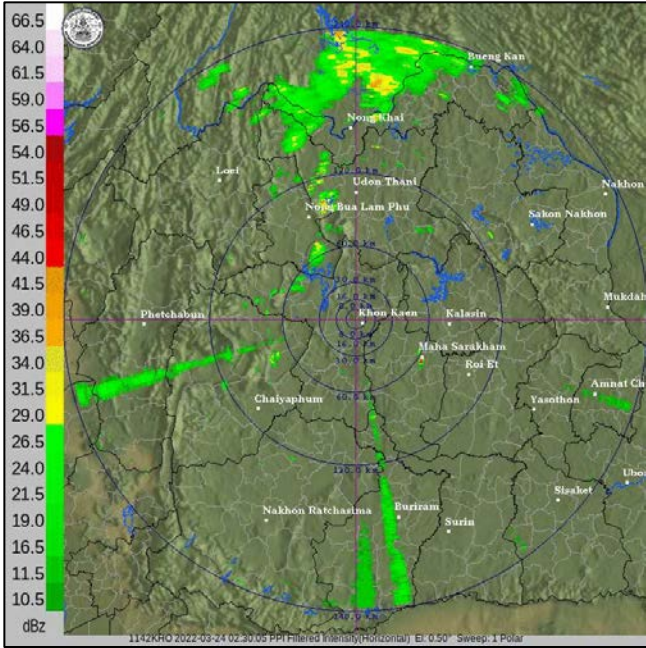 66.5
64.0
61.5
59.0
56.5
54.0
51.5
49.0
46.5
44.0
41.5
39.0
36.5
34.0
31.5
29.0
26.5
24.0
21.5
19.0
16.5
13.0
10.5
dBz
Bueng Kan
Nong Khai
Loei
Udon Thani
Nakhon
Nong Bua Lam Phu
Sakon Nakhon
Mukdah
Phetchabun
Khon Kaen
Kalasin
Maha Sarakham
Roi Et
Amnat Ch
Chaiyaphum
Yasothon
Ubo
Sisaket
Nakhon Ratchasima
Buriram
Surin
1142KHO 2022-03-24 02:30:05 PPI Filtered Intensity(Horizontal) El: 0.50° Sweep: 1 Polar